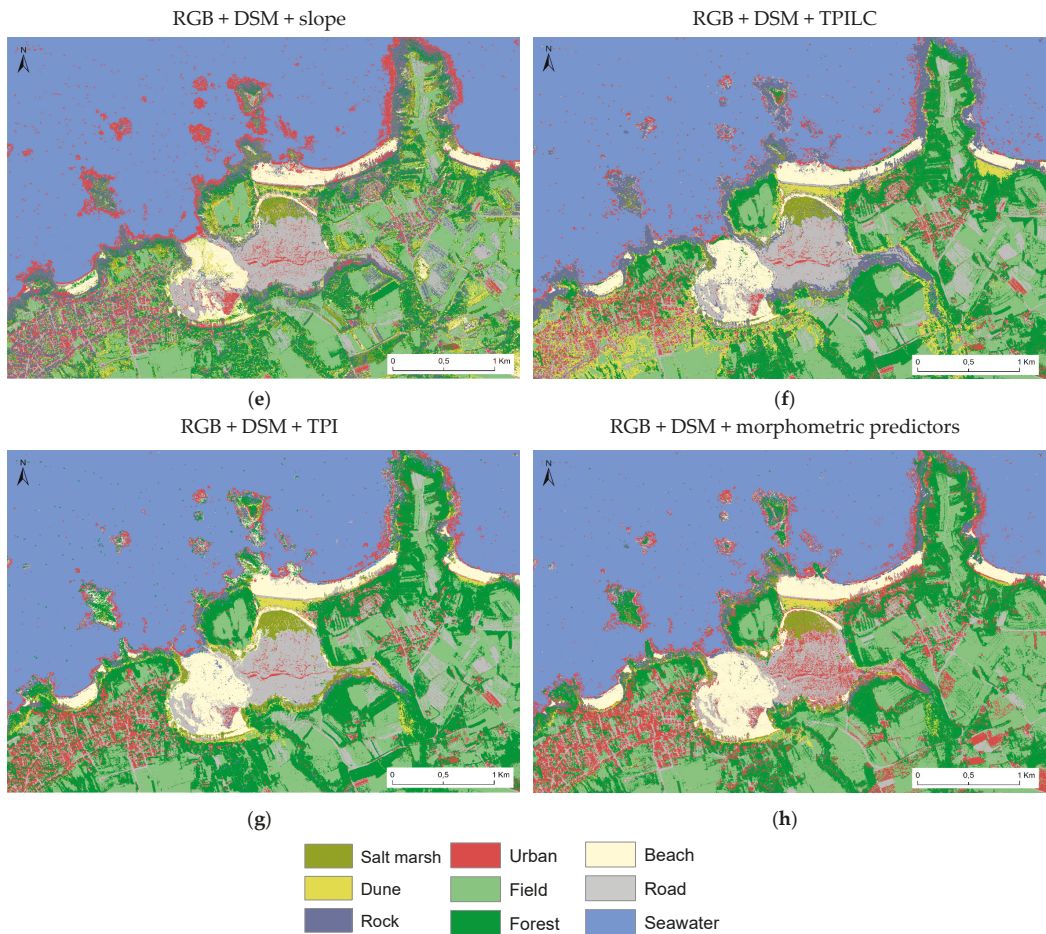 RGB + DSM + slope
RGB + DSM + TPILC
N
N
0 0,5 1 Km
0 0,5 1 Km
(e)
(f)
RGB + DSM + TPI
RGB + DSM + morphometric predictors
N
N
0 0,5 1 Km
0 0,5 1 Km
(g)
(h)
Salt marsh Urban Beach
Dune Field Road
Rock Forest Seawater